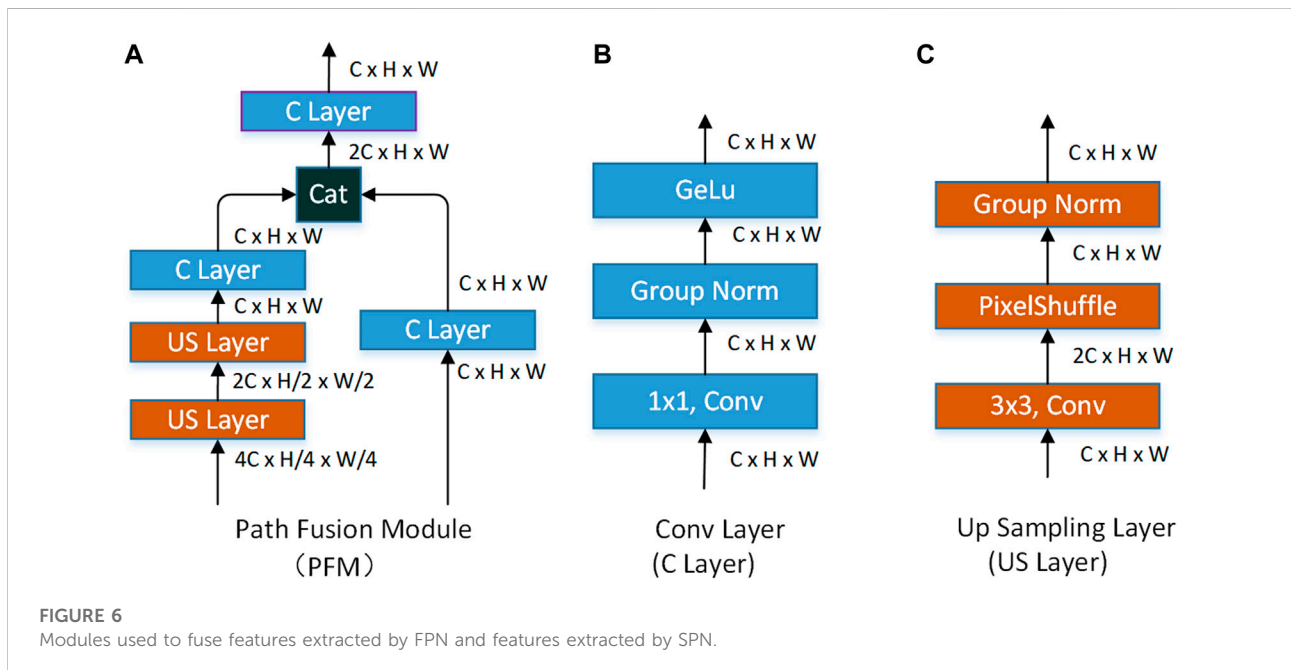 A
C x H x W
C Layer
2C x H x W
Cat
C x H x W
C Layer
C x H x W
US Layer
2C x H/2 x W/2
US Layer
4C x H/4 x W/4
C x H x W
C Layer
C x H x W
Path Fusion Module
（PFM）
B
C x H x W
GeLu
C x H x W
Group Norm
C x H x W
1x1, Conv
C x H x W
Conv Layer
(C Layer)
C
C x H x W
Group Norm
C x H x W
PixelShuffle
2C x H x W
3x3, Conv
C x H x W
Up Sampling Layer
(US Layer)
FIGURE 6
Modules used to fuse features extracted by FPN and features extracted by SPN.